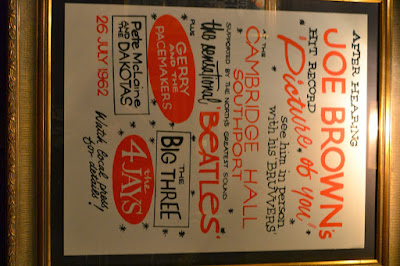 AFTER HEARING
JOE BROWN's
HIT RECORD
'Picture of you!'
see him in person
with his BRUVVERS'
AT THE
CAMBRIDGE HALL
SOUTHPORT
SUPPORTED BY THE NORTH'S GREATEST SOUND
the sensational BEATLES'
PLUS
GERRY
AND THE
PACEMAKERS
THE
BIG THREE
the
4 JAYS'
Pete McLaine
AND THE DAKOTAS
26 JULY 1962
Watch local press
for details!